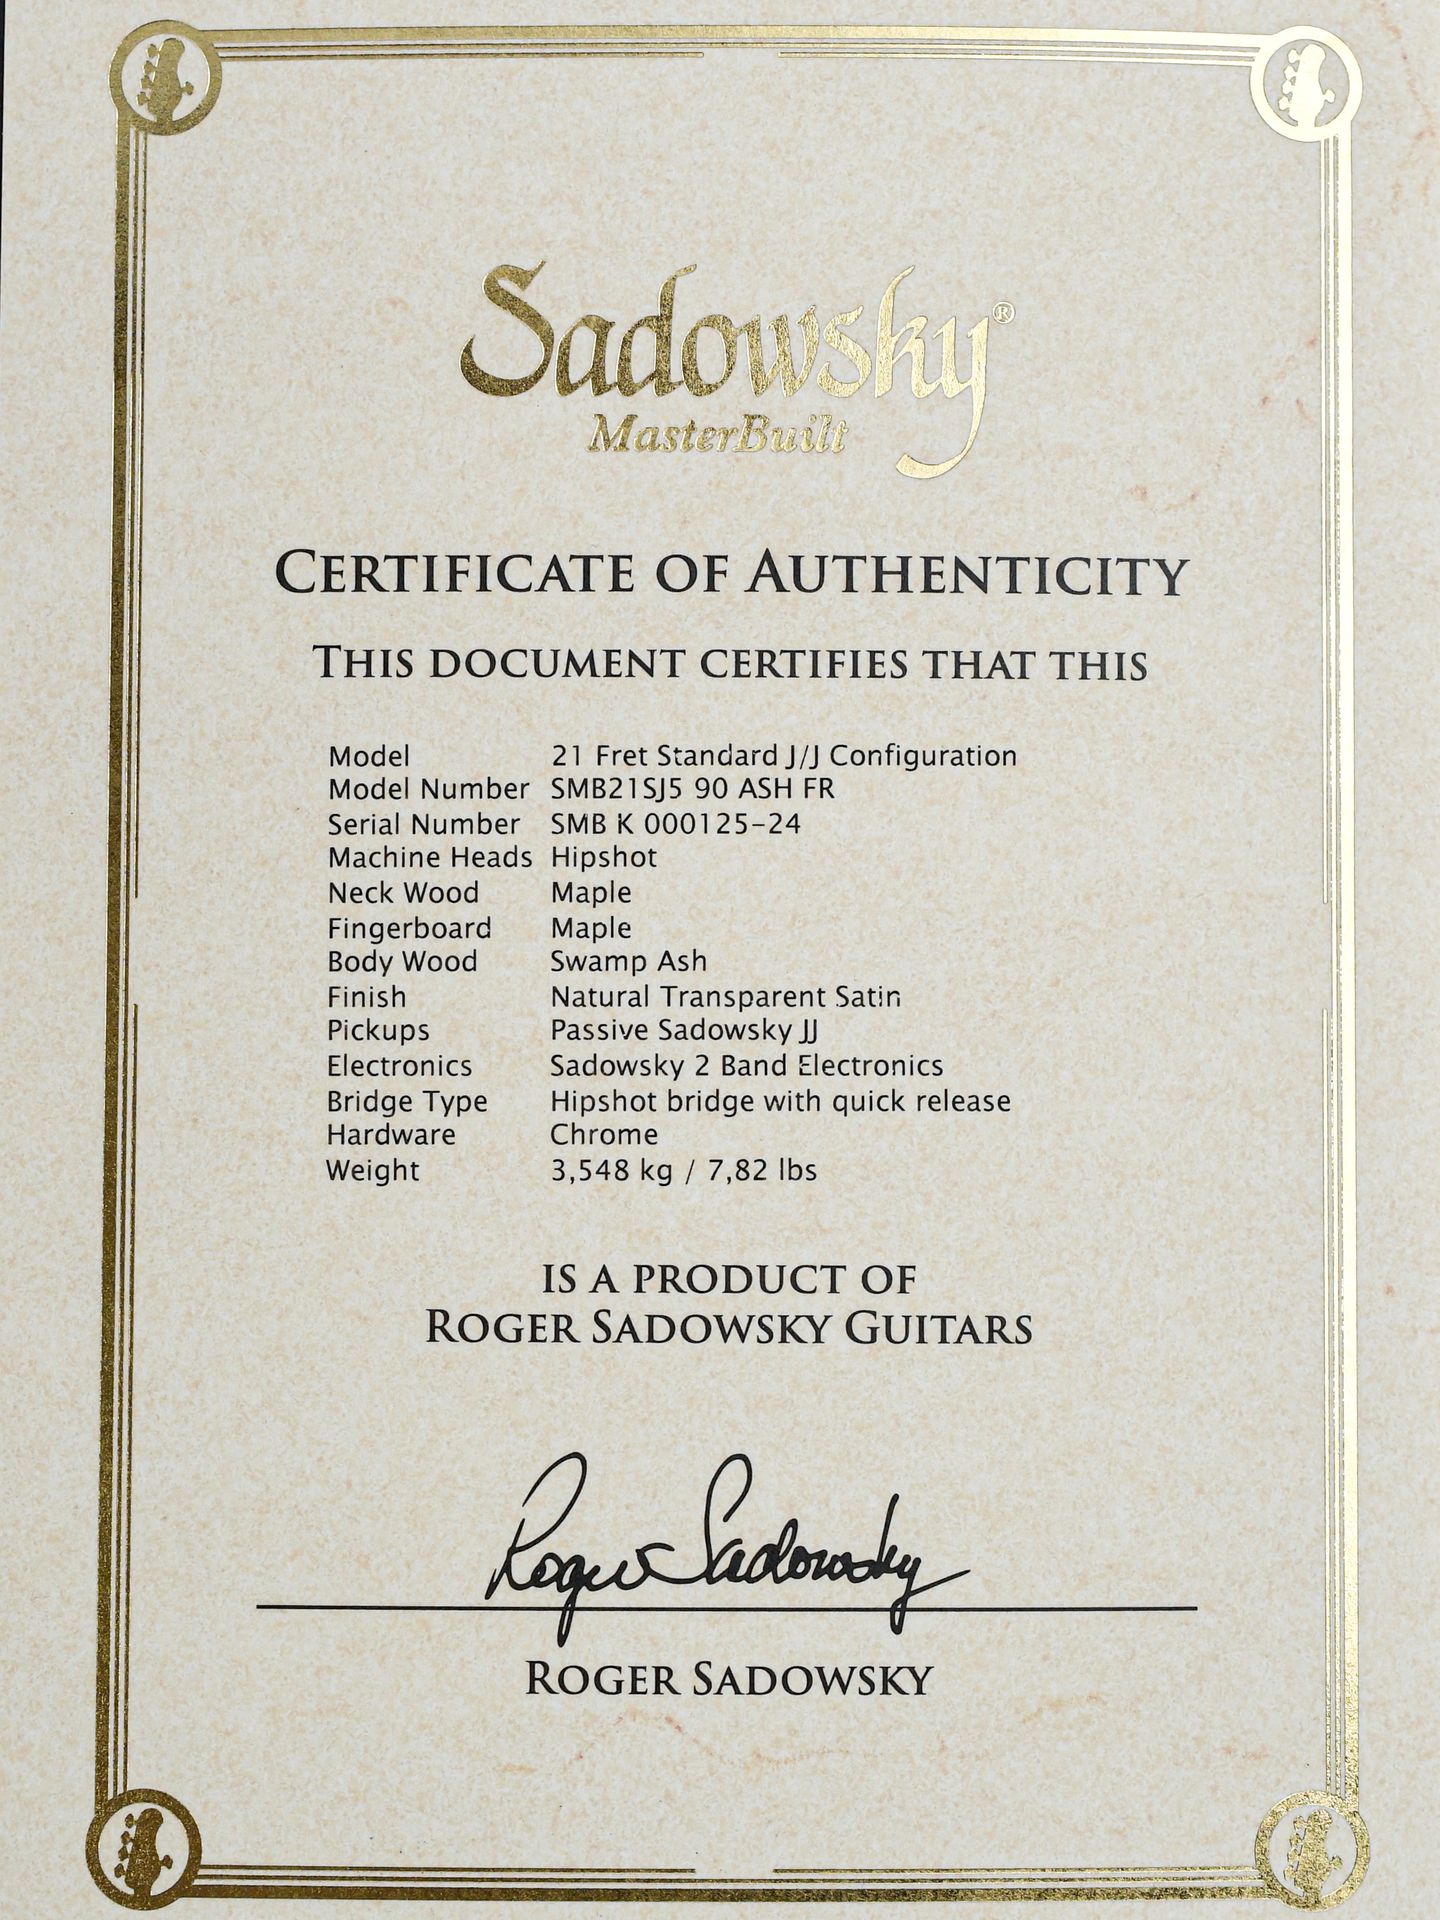 Sadowsky®
MasterBuilt
CERTIFICATE OF AUTHENTICITY
THIS DOCUMENT CERTIFIES THAT THIS
Model 21 Fret Standard J/J Configuration
Model Number SMB21SJ5 90 ASH FR
Serial Number SMB K 000125-24
Machine Heads Hipshot
Neck Wood Maple
Fingerboard Maple
Body Wood Swamp Ash
Finish Natural Transparent Satin
Pickups Passive Sadowsky JJ
Electronics Sadowsky 2 Band Electronics
Bridge Type Hipshot bridge with quick release
Hardware Chrome
Weight 3,548 kg / 7,82 lbs
IS A PRODUCT OF
ROGER SADOWSKY GUITARS
Roger Sadowsky
ROGER SADOWSKY